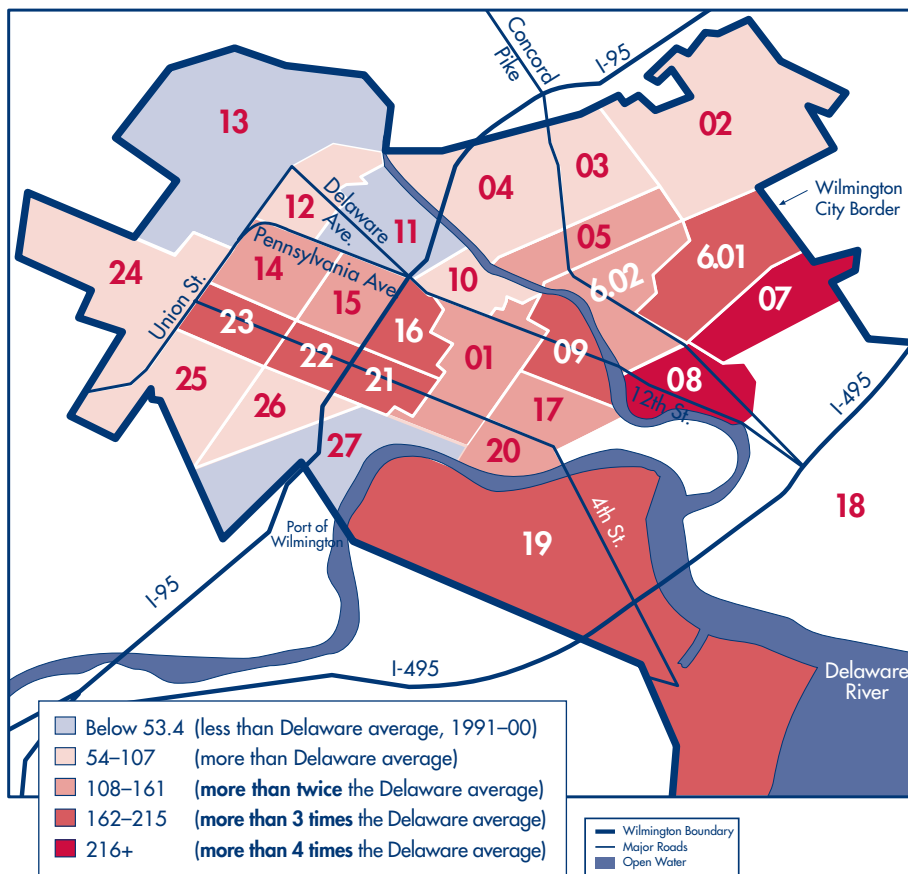 Concord
Pike
I-95
13
02
03
04
Wilmington
City Border
12
Delaware
Ave.
11
05
Pennsylvania Ave.
24
14
10
6.02
6.01
07
Union St.
15
23
16
22
01
09
08
25
21
12th St.
I-495
26
17
27
20
18
Port of
Wilmington
19
4th St.
I-95
I-495
Delaware
River
Below 53.4 (less than Delaware average, 1991–00)
54–107 (more than Delaware average)
108–161 (more than twice the Delaware average)
162–215 (more than 3 times the Delaware average)
216+ (more than 4 times the Delaware average)
Wilmington Boundary
Major Roads
Open Water